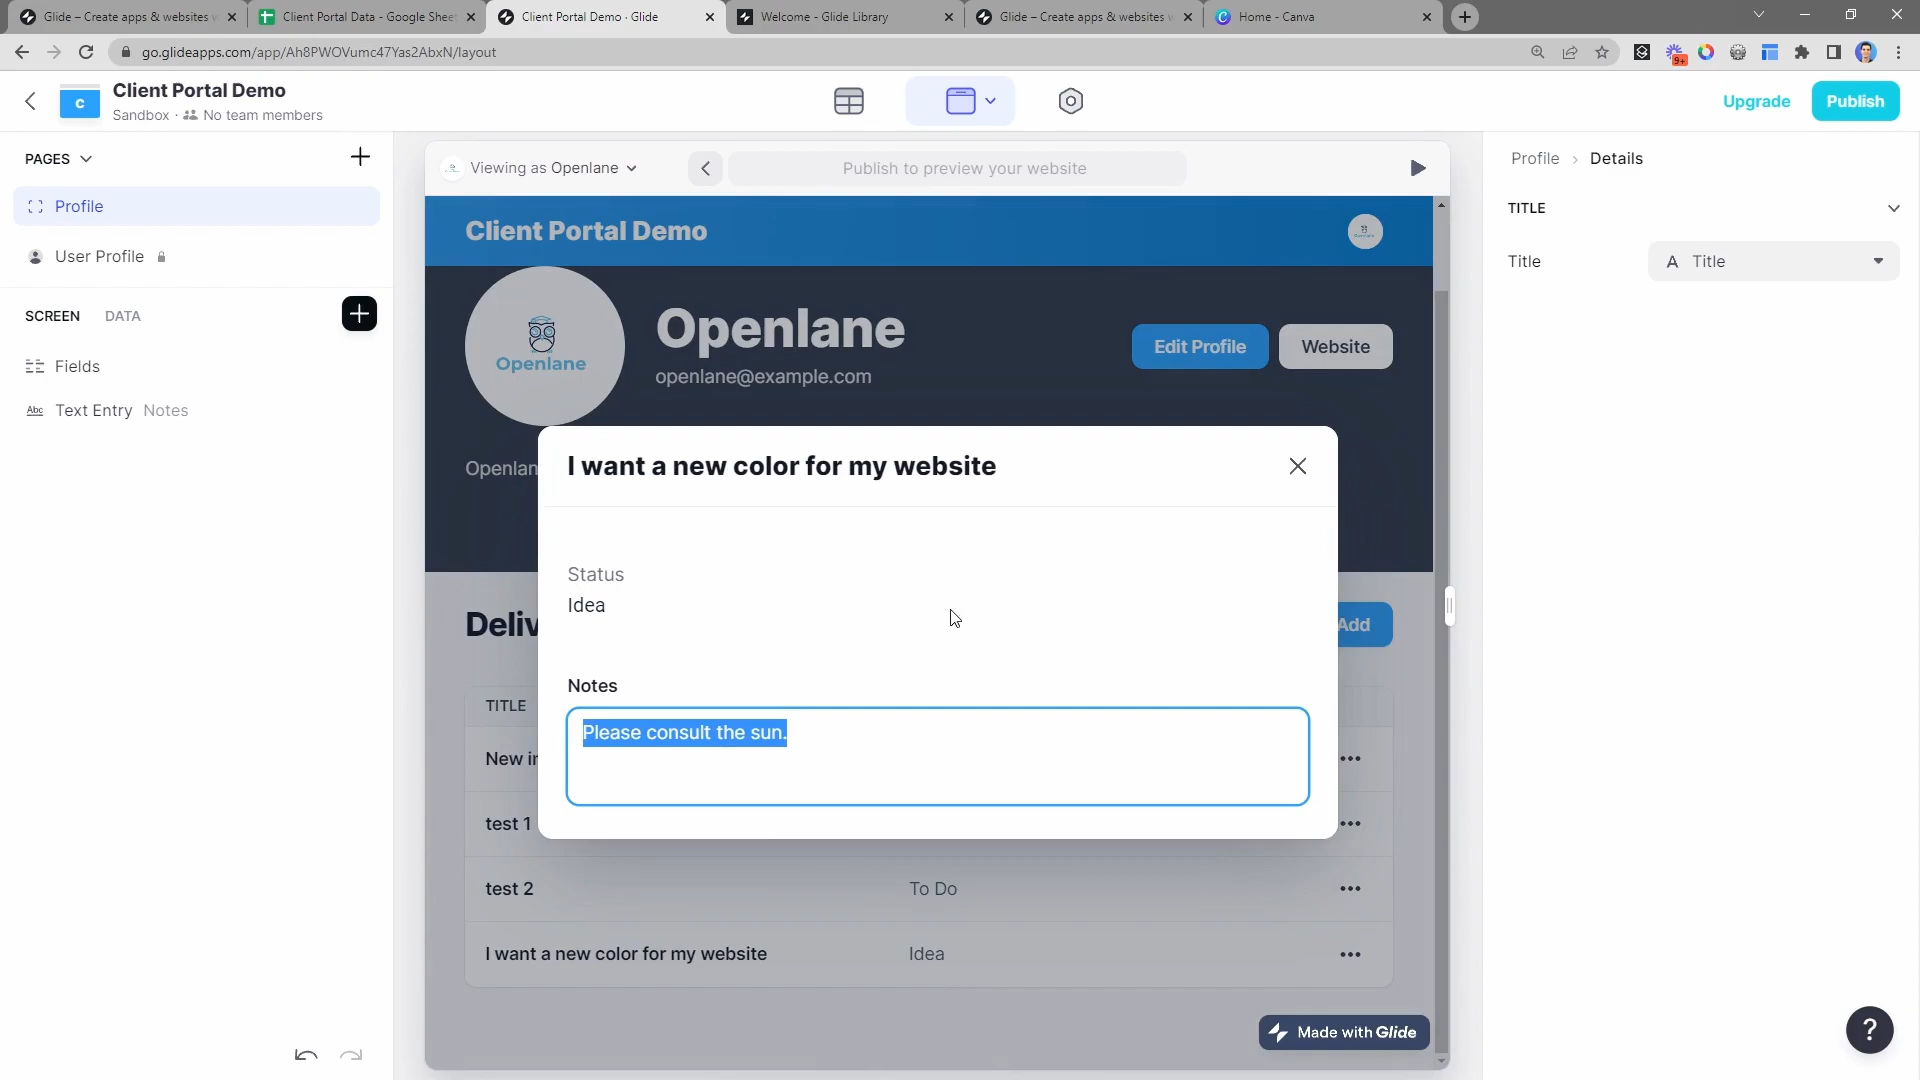 Glide – Create apps & websites w
Client Portal Data - Google Sheet
Client Portal Demo · Glide
Welcome - Glide Library
Glide – Create apps & websites w
Home - Canva
go.glideapps.com/app/Ah8PWOVumc47Yas2AbxN/layout
9+
C
Client Portal Demo
Sandbox · No team members
Upgrade
Publish
PAGES
Profile
User Profile
SCREEN DATA
Fields
Abc Text Entry Notes
Viewing as Openlane
Publish to preview your website
Client Portal Demo
Openlane
Openlane
openlane@example.com
Edit Profile
Website
Openlan
I want a new color for my website
Status
Idea
Deliv
Add
Notes
Please consult the sun.
TITLE
New in
test 1
test 2 To Do
I want a new color for my website Idea
Made with Glide
Profile › Details
TITLE
Title
A Title
?